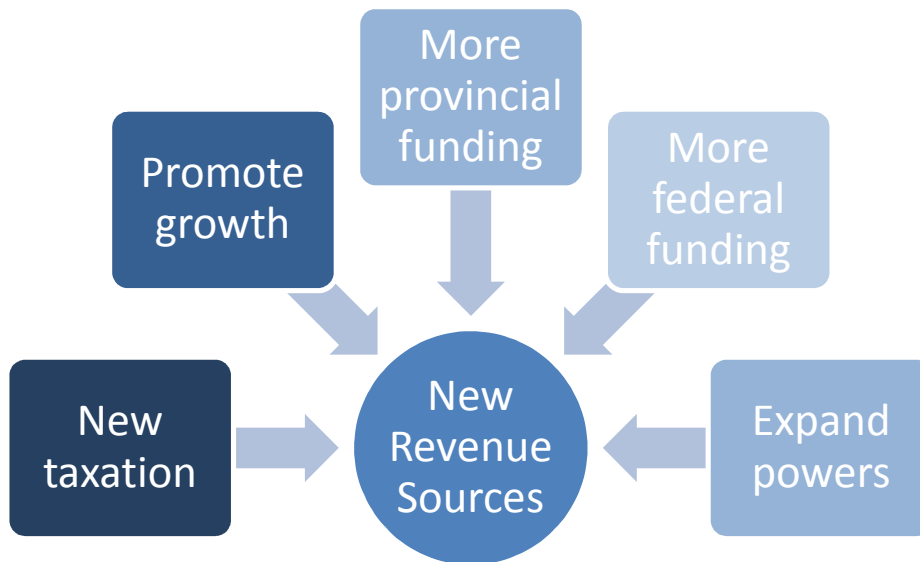 More
provincial
funding
Promote
growth
More
federal
funding
New
taxation
New
Revenue
Sources
Expand
powers